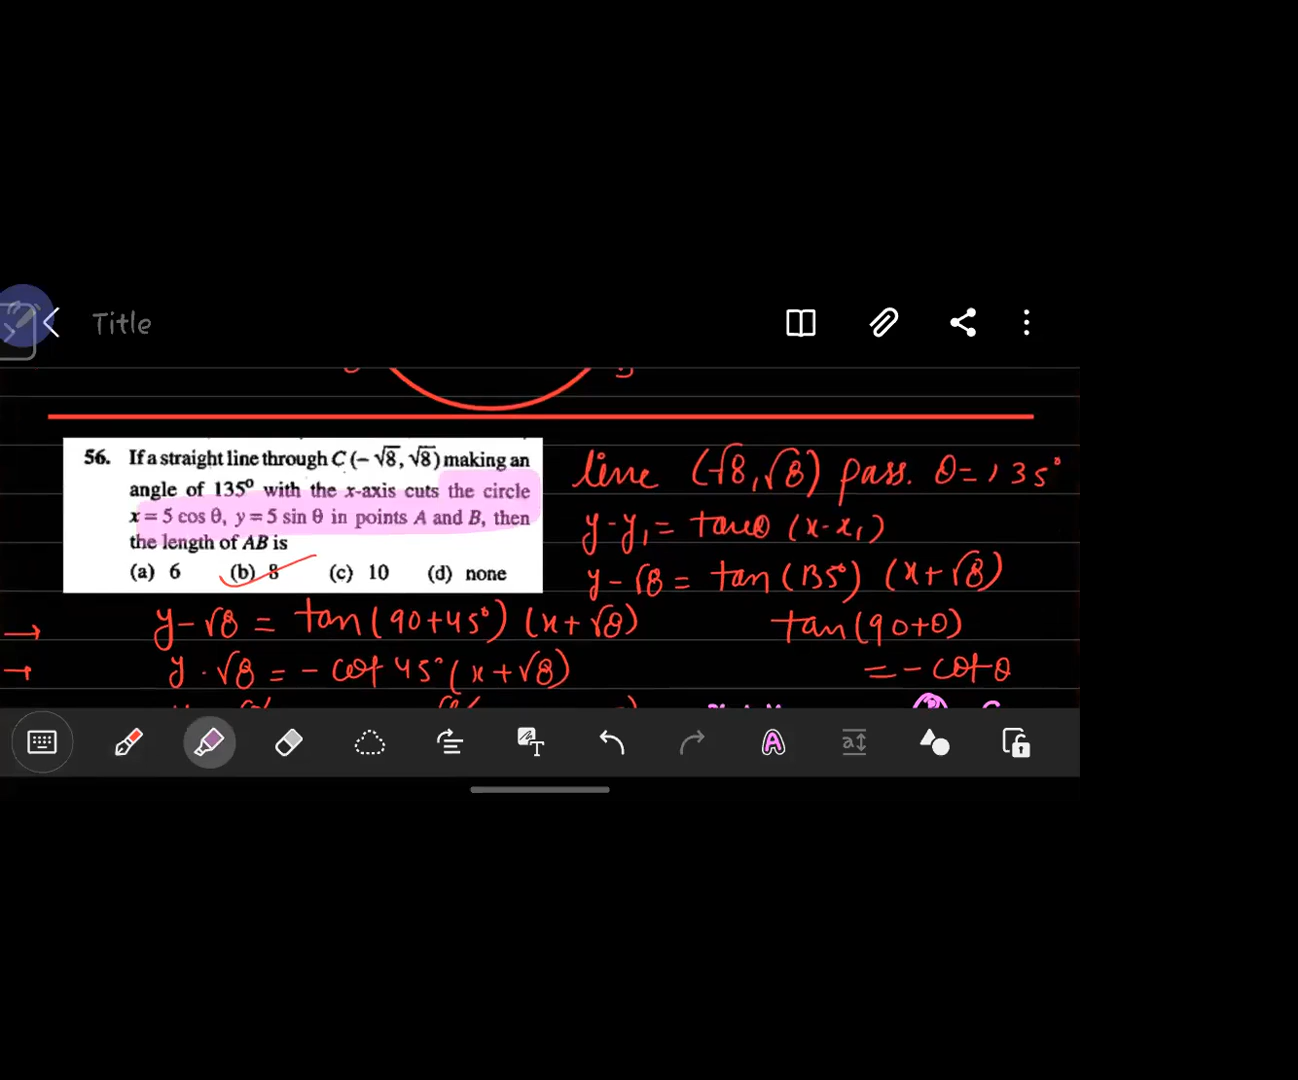 Title
56. If a straight line through C (– √8, √8) making an
angle of 135° with the x-axis cuts the circle
x = 5 cos θ, y = 5 sin θ in points A and B, then
the length of AB is
(a) 6 (b) 8 (c) 10 (d) none
line (-√8, √8) pass. θ = 135°
y-y₁ = tanθ (x-x₁)
y-√8 = tan (135°) (x+√8)
→ y-√8 = tan(90+45°) (x+√8) tan(90+θ)
→ y-√8 = - cot 45° (x+√8) = - cotθ